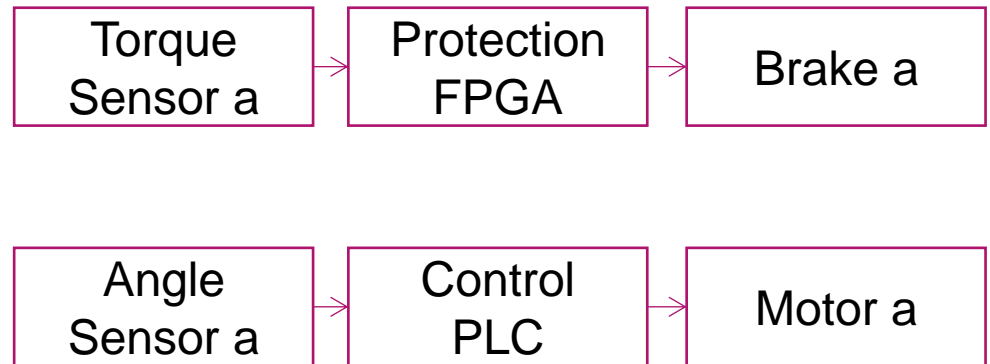 Torque
Sensor a
Protection
FPGA
Brake a
Angle
Sensor a
Control
PLC
Motor a